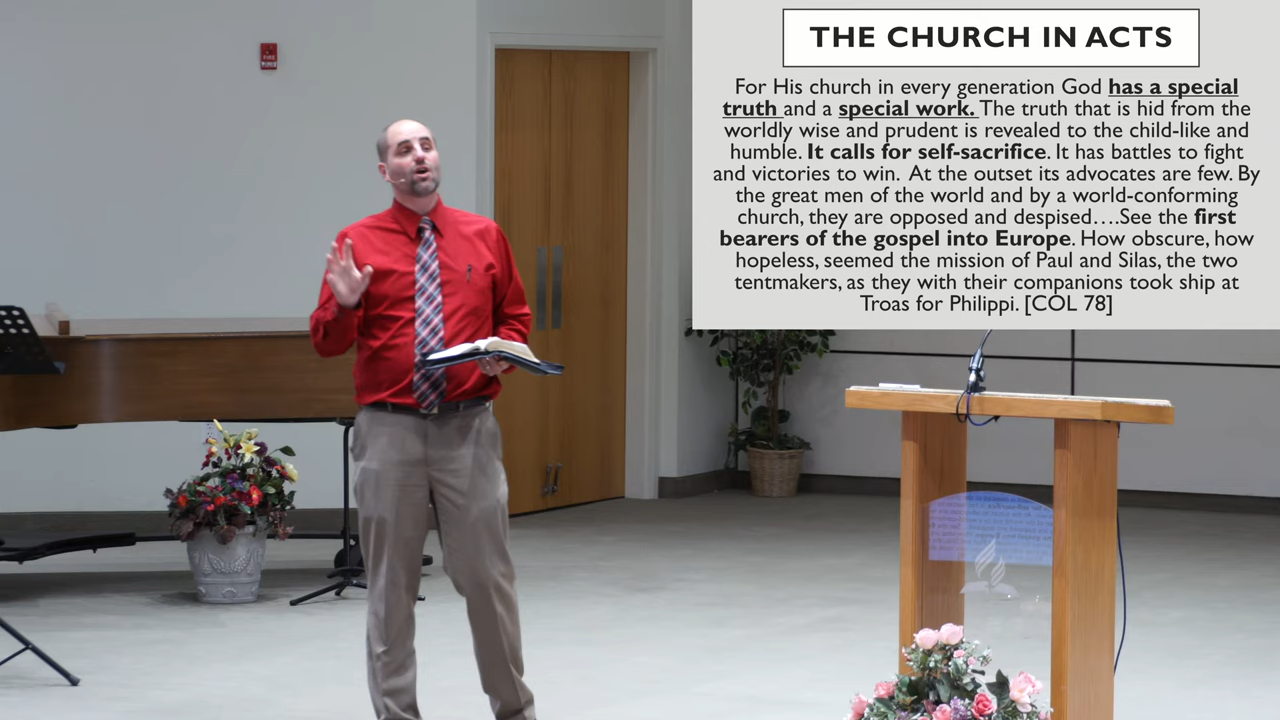 THE CHURCH IN ACTS
For His church in every generation God has a special
truth and a special work. The truth that is hid from the
worldly wise and prudent is revealed to the child-like and
humble. It calls for self-sacrifice. It has battles to fight
and victories to win. At the outset its advocates are few. By
the great men of the world and by a world-conforming
church, they are opposed and despised….See the first
bearers of the gospel into Europe. How obscure, how
hopeless, seemed the mission of Paul and Silas, the two
tentmakers, as they with their companions took ship at
Troas for Philippi. [COL 78]
FIRE